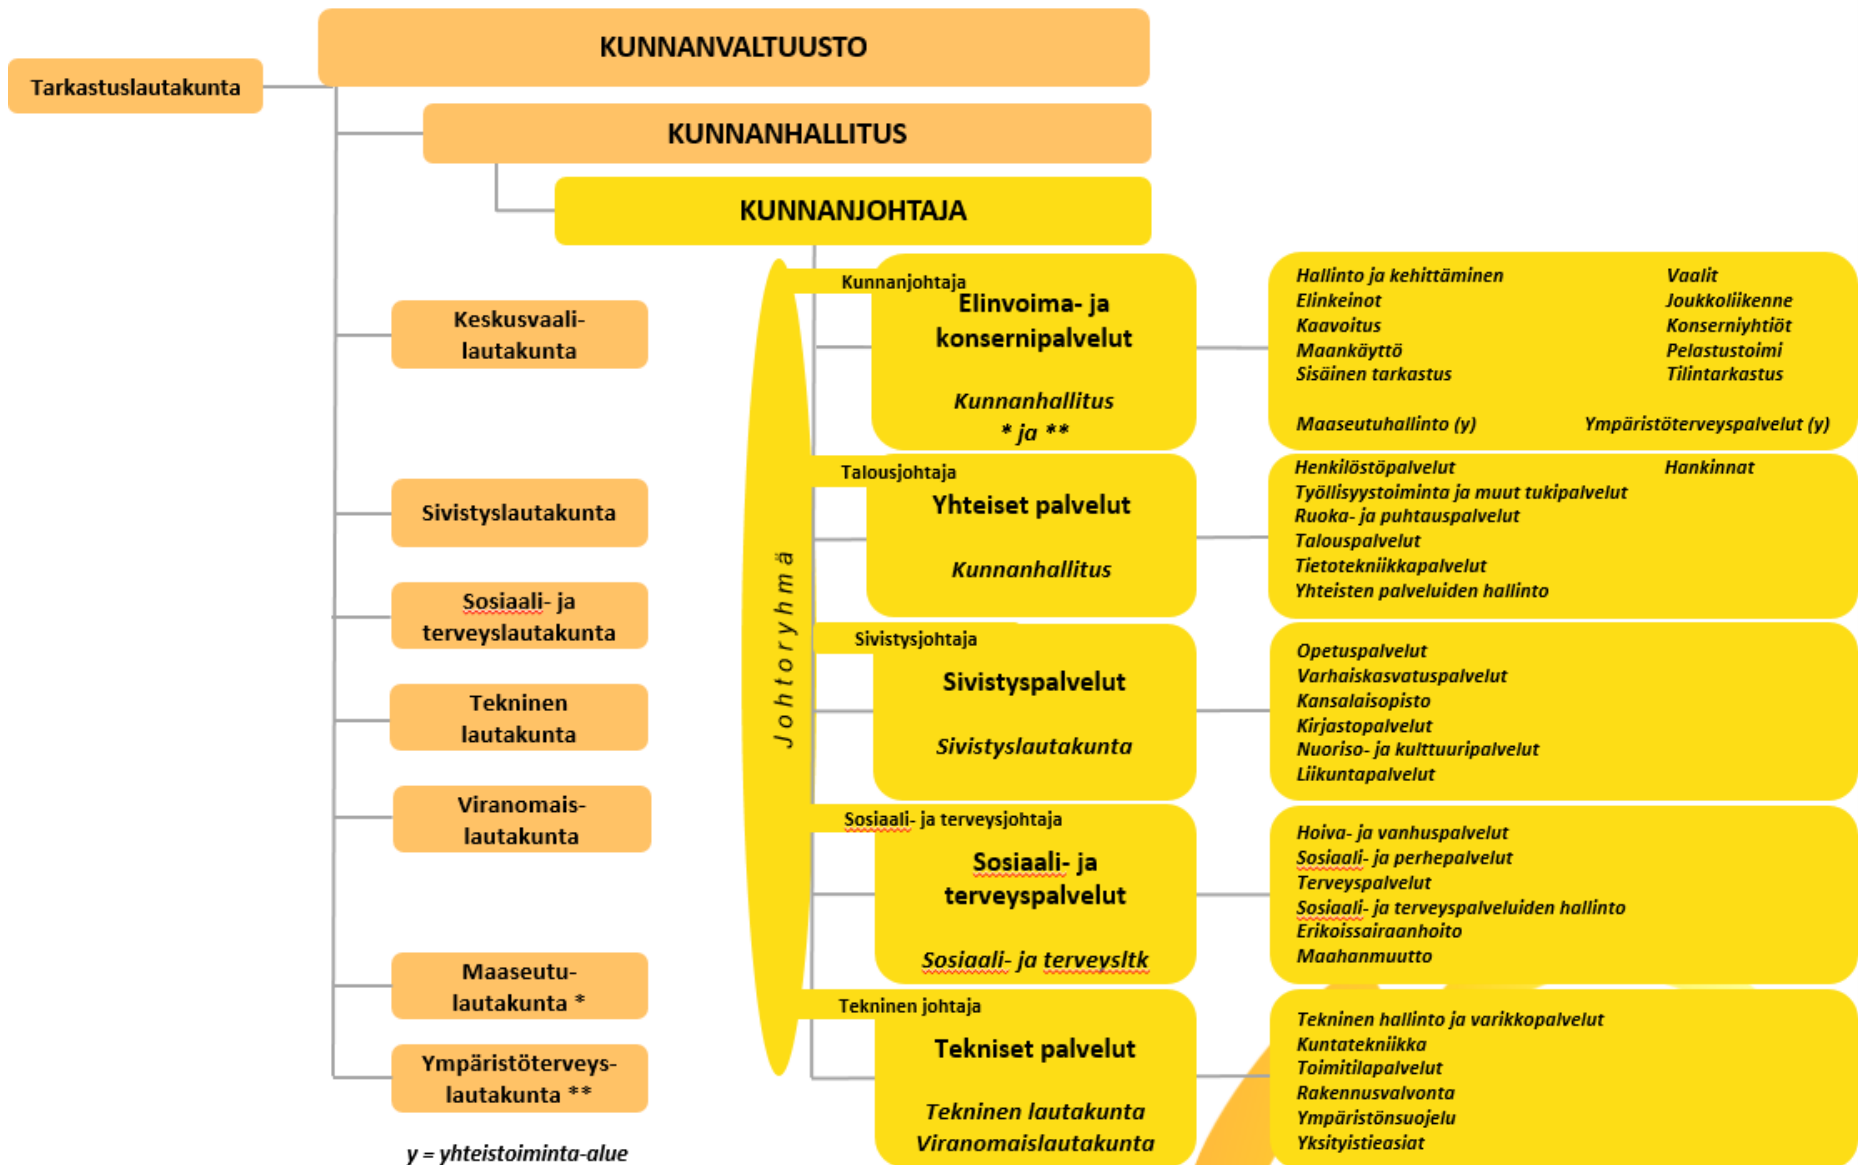 KUNNANVALTUUSTO
Tarkastuslautakunta
KUNNANHALLITUS
KUNNANJOHTAJA
Keskusvaali-
lautakunta
Sivistyslautakunta
Sosiaali- ja
terveyslautakunta
Tekninen
lautakunta
Viranomais-
lautakunta
Maaseutu-
lautakunta *
Ympäristöterveys-
lautakunta **
y = yhteistoiminta-alue
Johtoryhmä
Kunnanjohtaja
Elinvoima- ja
konsernipalvelut
Kunnanhallitus
* ja **
Hallinto ja kehittäminen
Elinkeinot
Kaavoitus
Maankäyttö
Sisäinen tarkastus
Maaseutuhallinto (y)
Vaalit
Joukkoliikenne
Konserniyhtiöt
Pelastustoimi
Tilintarkastus
Ympäristöterveyspalvelut (y)
Talousjohtaja
Yhteiset palvelut
Kunnanhallitus
Henkilöstöpalvelut
Hankinnat
Työllisyystoiminta ja muut tukipalvelut
Ruoka- ja puhtauspalvelut
Talouspalvelut
Tietotekniikkapalvelut
Yhteisten palveluiden hallinto
Sivistysjohtaja
Sivistyspalvelut
Sivistyslautakunta
Opetuspalvelut
Varhaiskasvatuspalvelut
Kansalaisopisto
Kirjastopalvelut
Nuoriso- ja kulttuuripalvelut
Liikuntapalvelut
Sosiaali- ja terveysjohtaja
Sosiaali- ja
terveyspalvelut
Sosiaali- ja terveysltk
Hoiva- ja vanhuspalvelut
Sosiaali- ja perhepalvelut
Terveyspalvelut
Sosiaali- ja terveyspalveluiden hallinto
Erikoissairaanhoito
Maahanmuutto
Tekninen johtaja
Tekniset palvelut
Tekninen lautakunta
Viranomaislautakunta
Tekninen hallinto ja varikkopalvelut
Kuntatekniikka
Toimitilapalvelut
Rakennusvalvonta
Ympäristönsuojelu
Yksityistieasiat